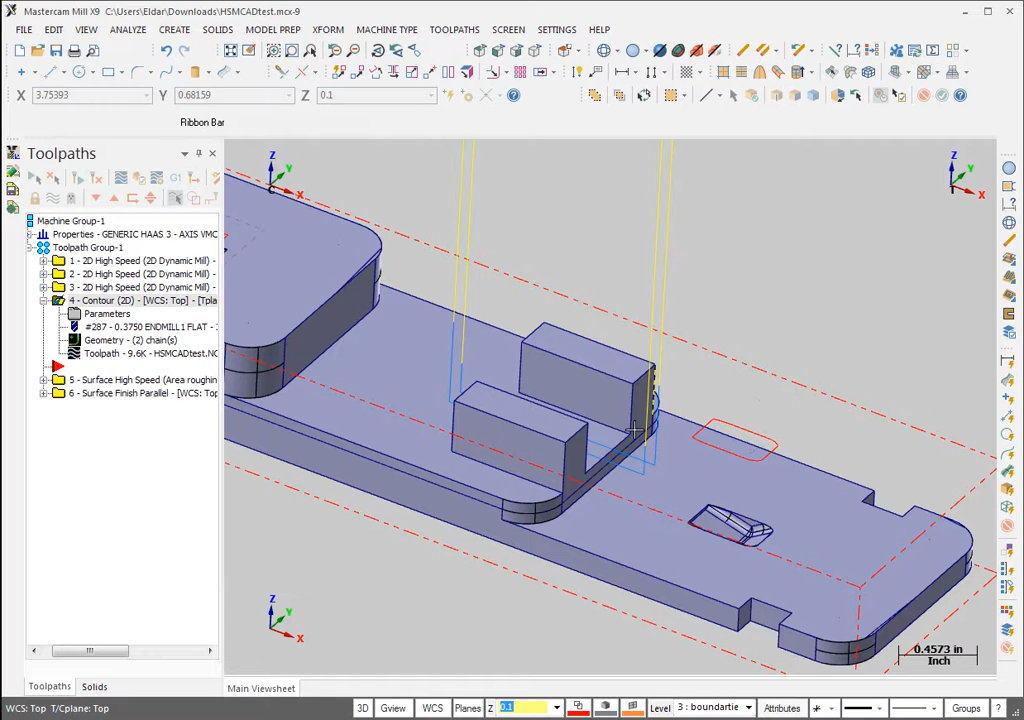 Mastercam Mill X9 C:\Users\Eldar\Downloads\HSMCADtest.mcx-9
FILE EDIT VIEW ANALYZE CREATE SOLIDS MODEL PREP XFORM MACHINE TYPE TOOLPATHS SCREEN SETTINGS HELP
X 3.75393 Y 0.68159 Z 0.1
Ribbon Bar
Toolpaths
G1
Machine Group-1
Properties - GENERIC HAAS 3 - AXIS VMC
Toolpath Group-1
1 - 2D High Speed (2D Dynamic Mill) -
2 - 2D High Speed (2D Dynamic Mill) -
3 - 2D High Speed (2D Dynamic Mill) -
4 - Contour (2D) - [WCS: Top] - [Tpla
Parameters
#287 - 0.3750 ENDMILL1 FLAT -
Geometry - (2) chain(s)
Toolpath - 9.6K - HSMCADtest.NC
5 - Surface High Speed (Area roughin
6 - Surface Finish Parallel - [WCS: Top
Z Y X
Z Y X
Z Y X
0.4573 in
Inch
Toolpaths Solids
Main Viewsheet
WCS: Top T/Cplane: Top
3D Gview WCS Planes Z 0.1 Level 3 : boundartie Attributes Groups ?